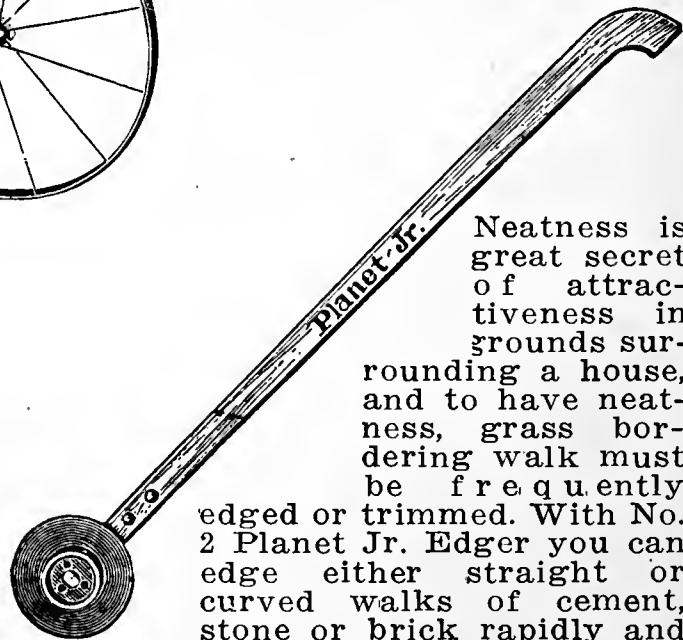 Planet Jr.
Neatness is
great secret
of attrac-
tiveness in
grounds sur-
rounding a house,
and to have neat-
ness, grass bor-
dering walk must
be frequently
edged or trimmed. With No.
2 Planet Jr. Edger you can
edge either straight or
curved walks of cement,
stone or brick rapidly and